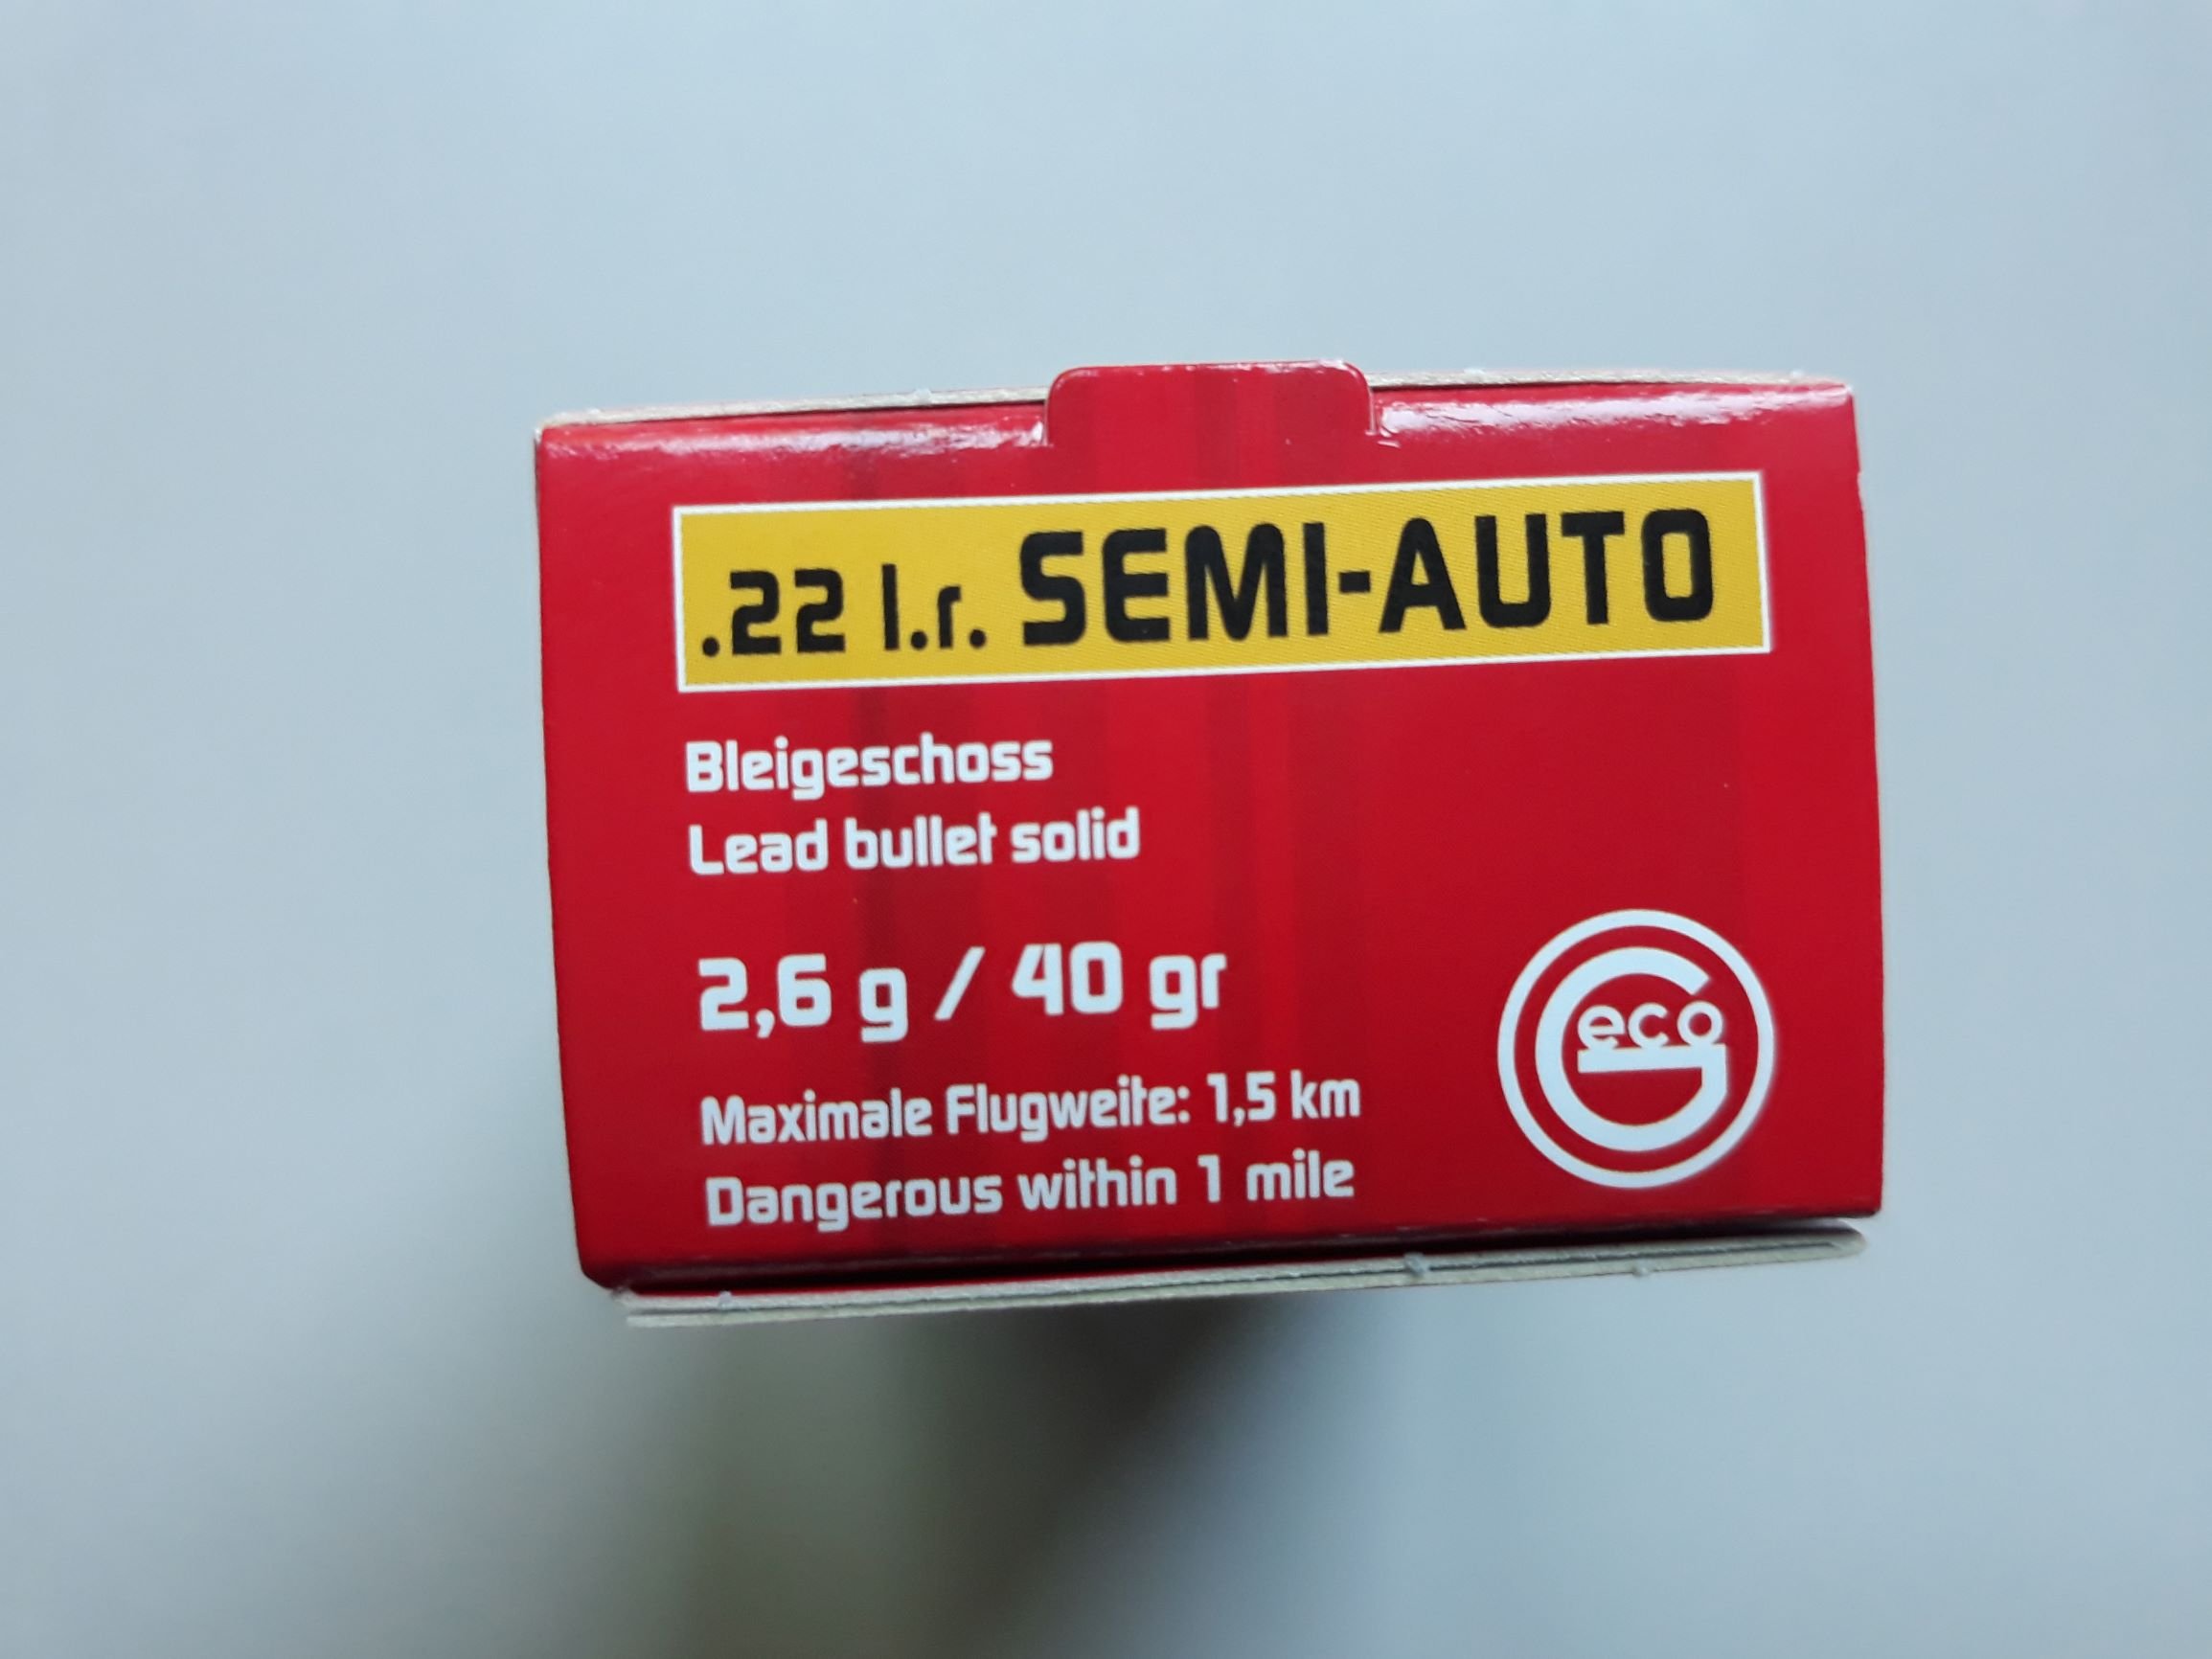 .22 l.r. SEMI-AUTO
Bleigeschoss
Lead bullet solid
2,6 g / 40 gr
Maximale Flugweite: 1,5 km
Dangerous within 1 mile
Geco